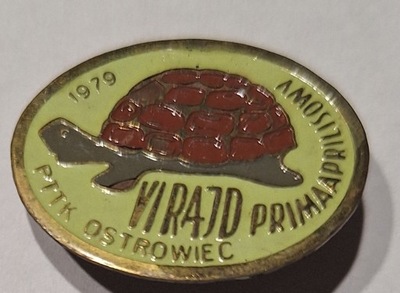 1979
VI RAJD PRIMAAPRILISOWY
PTTK OSTROWIEC